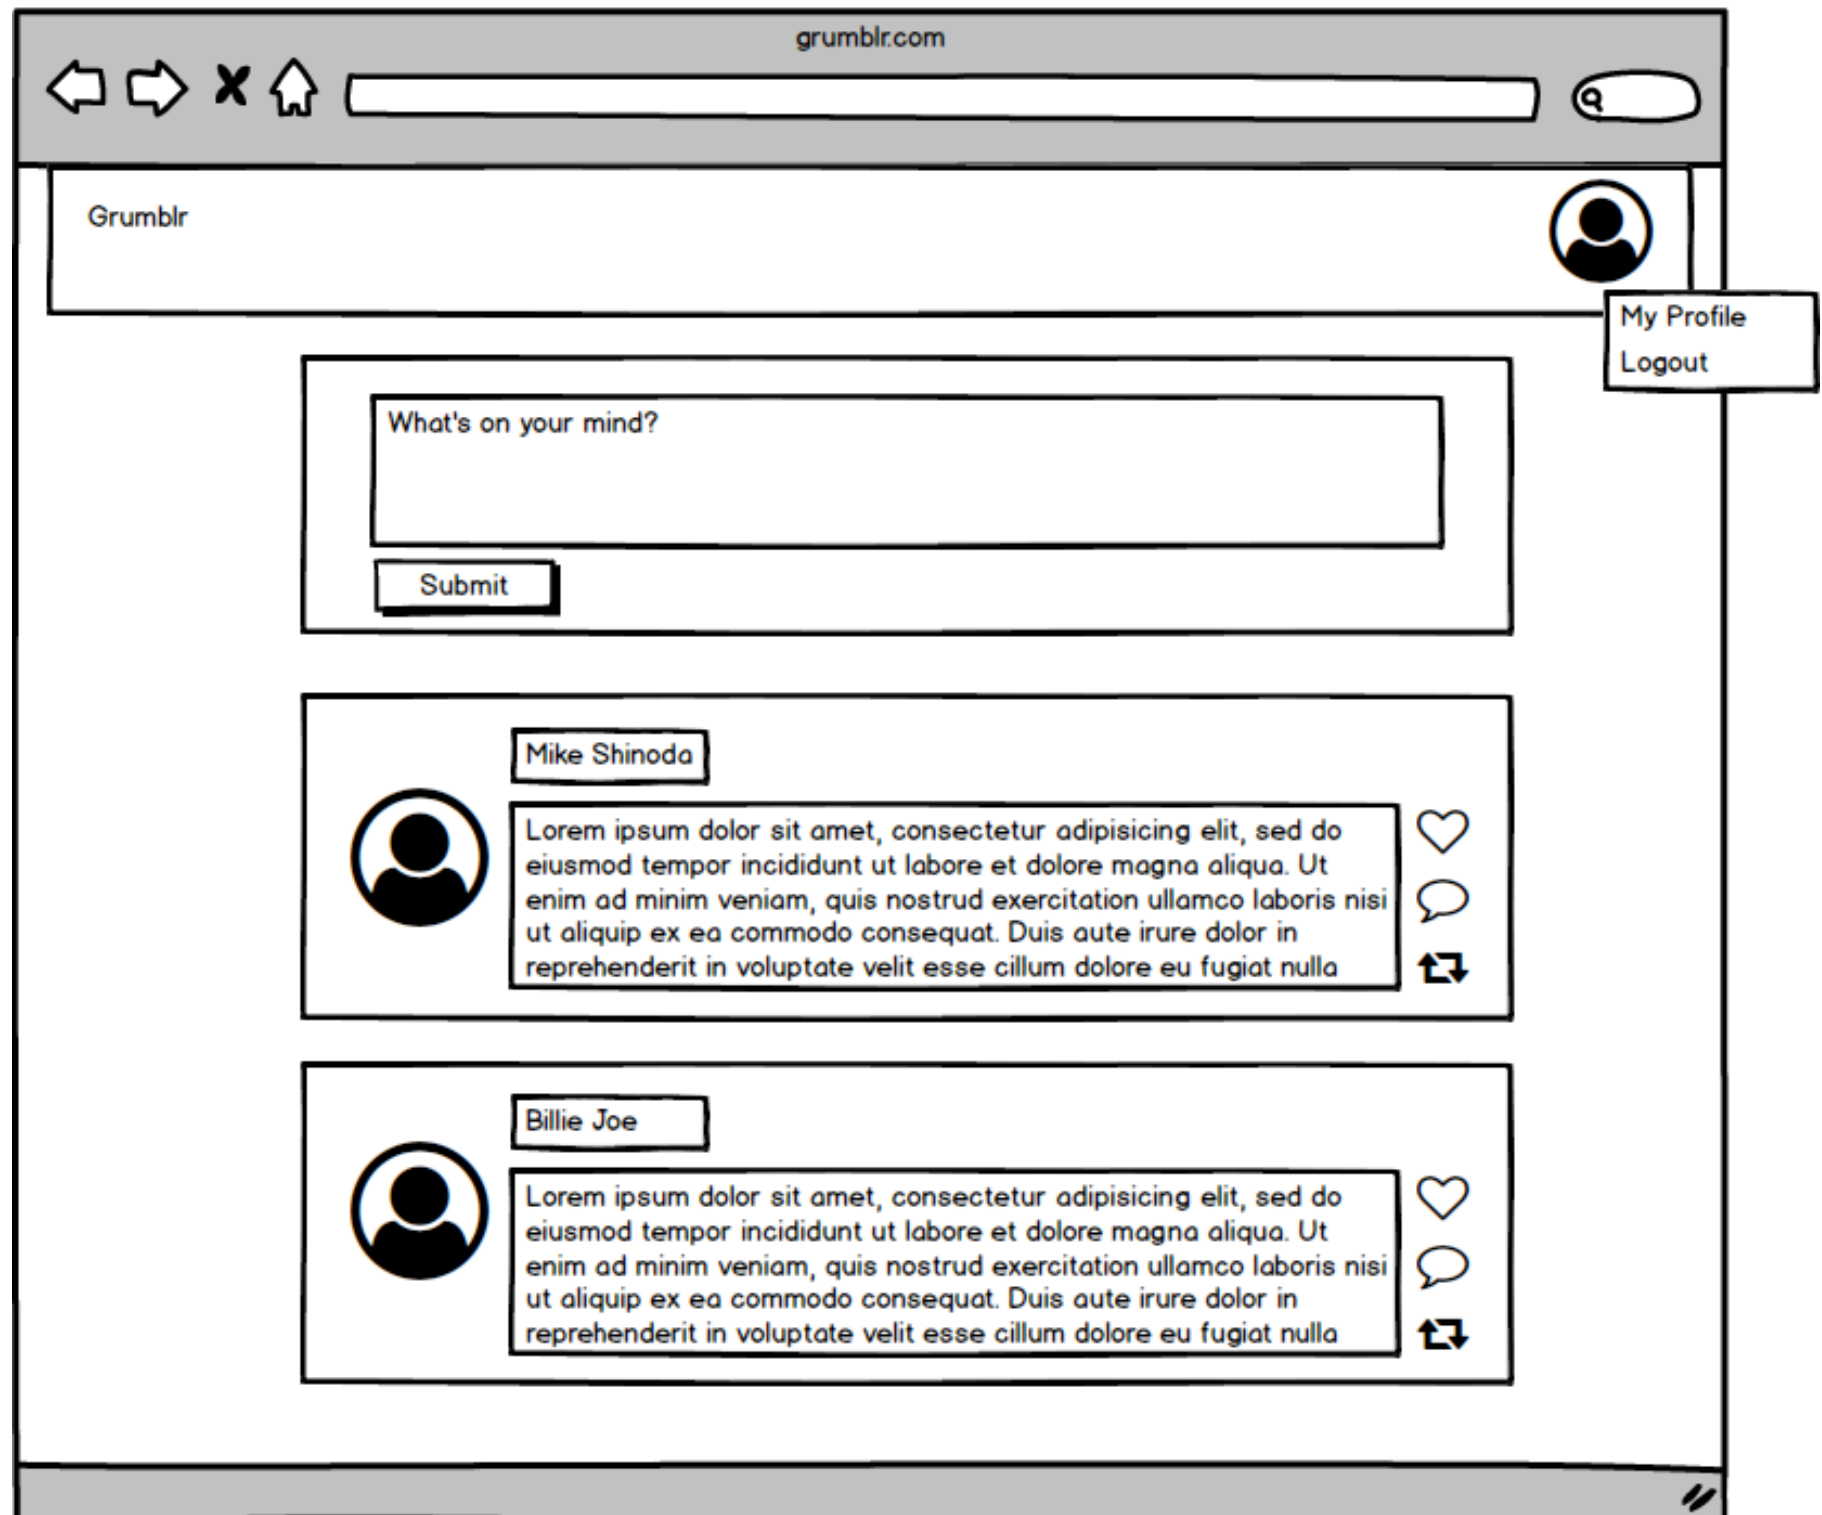 grumblr.com
Grumblr
My Profile
Logout
What's on your mind?
Submit
Mike Shinoda
Lorem ipsum dolor sit amet, consectetur adipisicing elit, sed do
eiusmod tempor incididunt ut labore et dolore magna aliqua. Ut
enim ad minim veniam, quis nostrud exercitation ullamco laboris nisi
ut aliquip ex ea commodo consequat. Duis aute irure dolor in
reprehenderit in voluptate velit esse cillum dolore eu fugiat nulla
Billie Joe
Lorem ipsum dolor sit amet, consectetur adipisicing elit, sed do
eiusmod tempor incididunt ut labore et dolore magna aliqua. Ut
enim ad minim veniam, quis nostrud exercitation ullamco laboris nisi
ut aliquip ex ea commodo consequat. Duis aute irure dolor in
reprehenderit in voluptate velit esse cillum dolore eu fugiat nulla